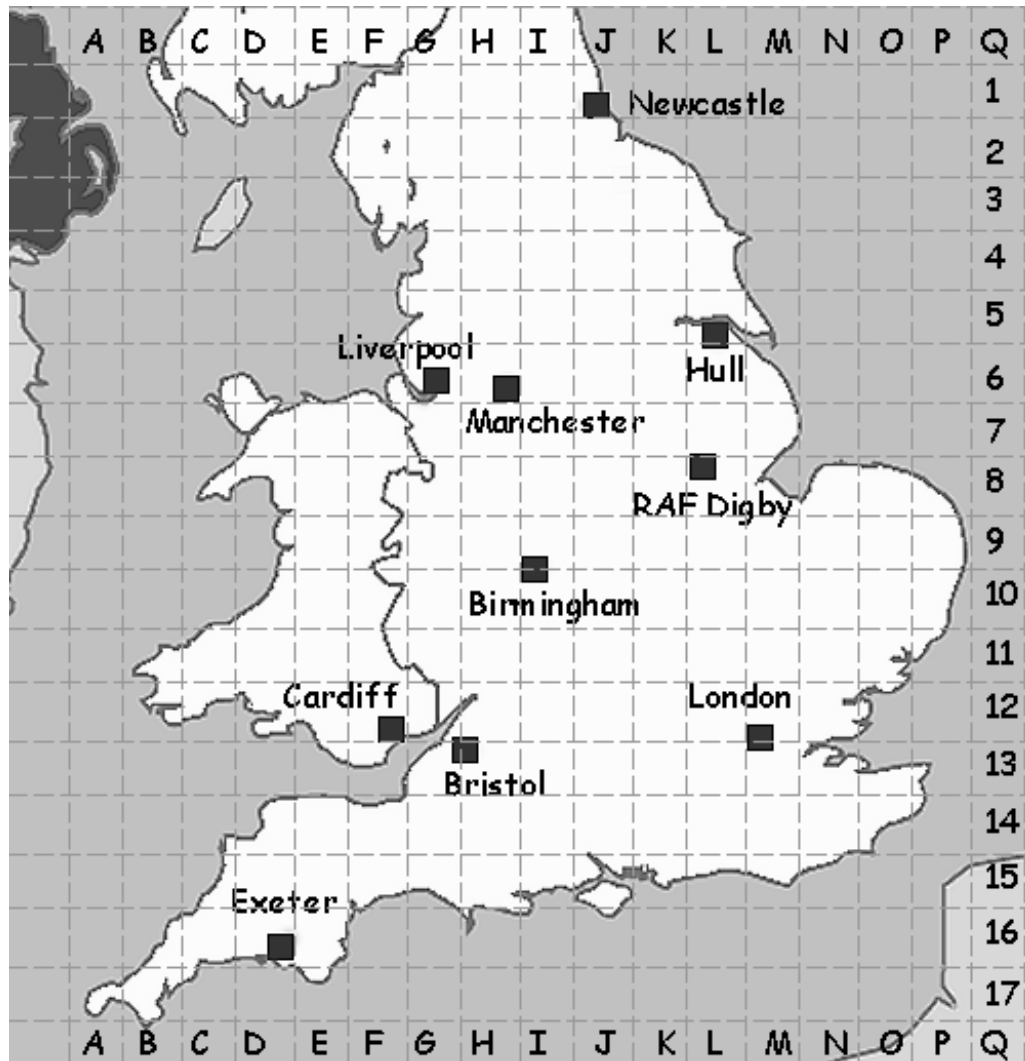 A B C D E F G H I J K L M N O P Q
1
Newcastle
2
3
4
5
Liverpool
Hull
6
Manchester
7
8
RAF Digby
9
Birmingham
10
11
Cardiff
London
12
Bristol
13
14
15
Exeter
16
17
A B C D E F G H I J K L M N O P Q